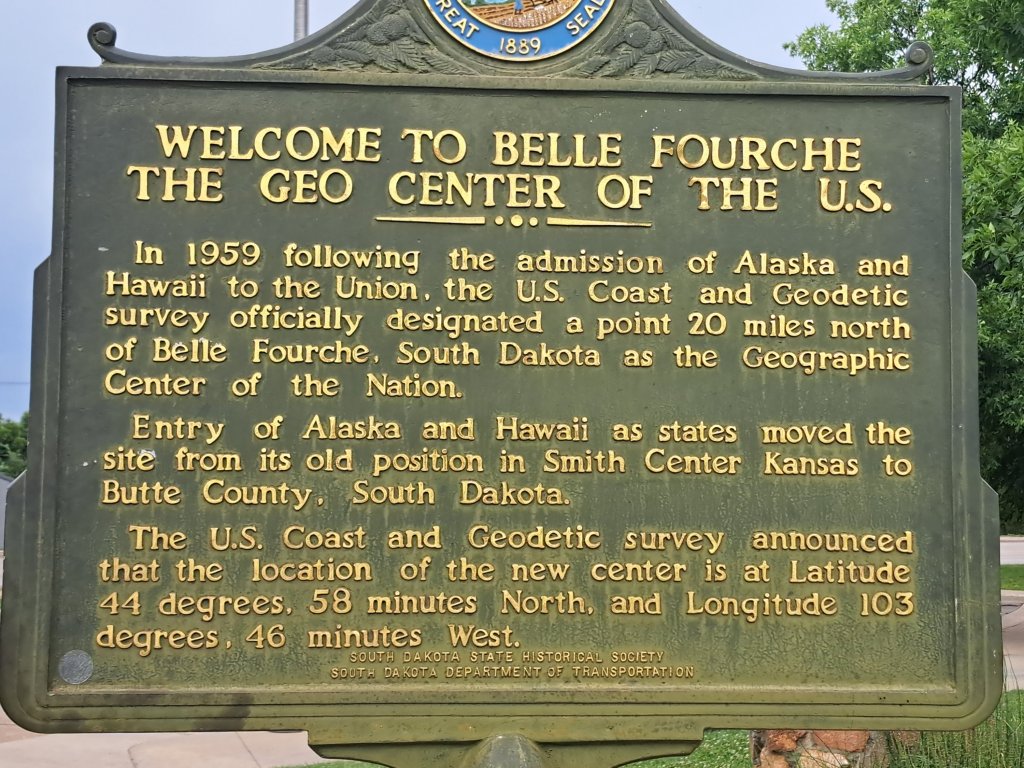 GREAT SEAL
1889
WELCOME TO BELLE FOURCHE
THE GEO CENTER OF THE U.S.
In 1959 following the admission of Alaska and
Hawaii to the Union, the U.S. Coast and Geodetic
survey officially designated a point 20 miles north
of Belle Fourche, South Dakota as the Geographic
Center of the Nation.
Entry of Alaska and Hawaii as states moved the
site from its old position in Smith Center Kansas to
Butte County, South Dakota.
The U.S. Coast and Geodetic survey announced
that the location of the new center is at Latitude
44 degrees, 58 minutes North, and Longitude 103
degrees, 46 minutes West.
SOUTH DAKOTA STATE HISTORICAL SOCIETY
SOUTH DAKOTA DEPARTMENT OF TRANSPORTATION